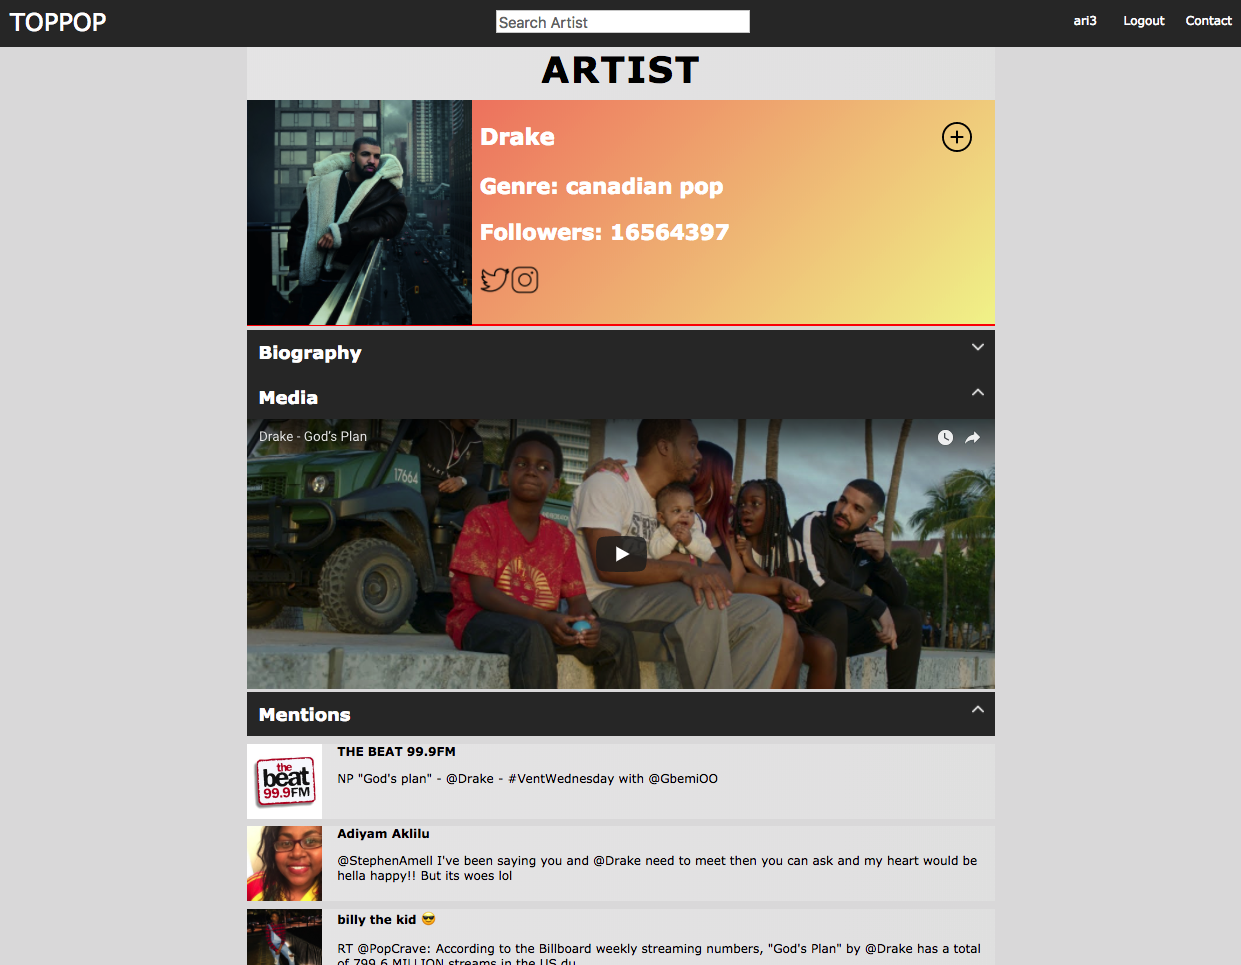 TOPPOP
Search Artist
ari3 Logout Contact
ARTIST
Drake
Genre: canadian pop
Followers: 16564397
Biography
Media
Drake - God's Plan
17664
Mentions
THE BEAT 99.9FM
the
beat
99.9FM
NP "God's plan" - @Drake - #VentWednesday with @GbemiOO
Adiyam Aklilu
@StephenAmell I've been saying you and @Drake need to meet then you can ask and my heart would be
hella happy!! But its woes lol
billy the kid 😎
RT @PopCrave: According to the Billboard weekly streaming numbers, "God's Plan" by @Drake has a total
of 799.6 MILLION streams in the US du